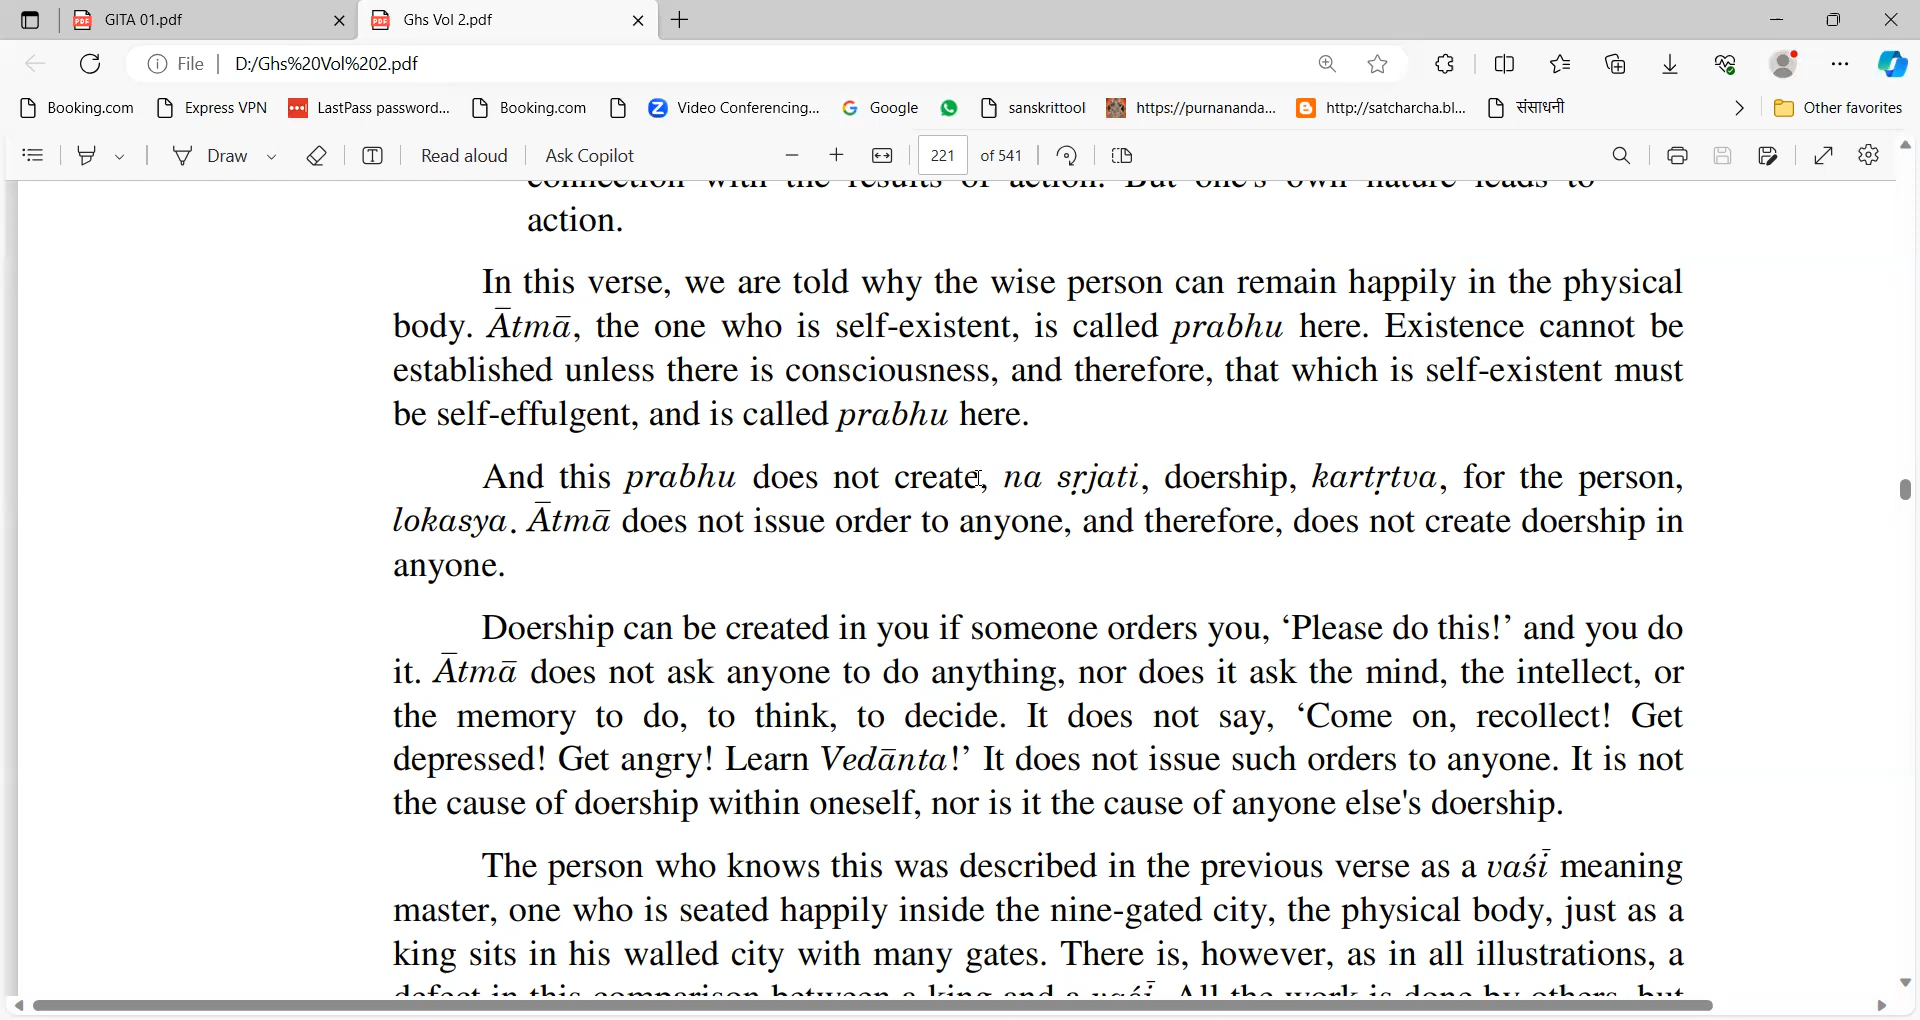 GITA 01.pdf
Ghs Vol 2.pdf
File
D:/Ghs%20Vol%202.pdf
Booking.com
Express VPN
LastPass password...
Booking.com
Video Conferencing...
Google
sanskrittool
https://purnananda...
http://satcharcha.bl...
संसाधनी
Other favorites
Draw
Read aloud
Ask Copilot
221 of 541
connection with the results of action. But one's own nature leads to
action.
In this verse, we are told why the wise person can remain happily in the physical
body. Ātmā, the one who is self-existent, is called prabhu here. Existence cannot be
established unless there is consciousness, and therefore, that which is self-existent must
be self-effulgent, and is called prabhu here.
And this prabhu does not create, na sṛjati, doership, kartṛtva, for the person,
lokasya. Ātmā does not issue order to anyone, and therefore, does not create doership in
anyone.
Doership can be created in you if someone orders you, ‘Please do this!’ and you do
it. Ātmā does not ask anyone to do anything, nor does it ask the mind, the intellect, or
the memory to do, to think, to decide. It does not say, ‘Come on, recollect! Get
depressed! Get angry! Learn Vedānta!’ It does not issue such orders to anyone. It is not
the cause of doership within oneself, nor is it the cause of anyone else's doership.
The person who knows this was described in the previous verse as a vaśī meaning
master, one who is seated happily inside the nine-gated city, the physical body, just as a
king sits in his walled city with many gates. There is, however, as in all illustrations, a
defect in this comparison between a king and a vaśī. All the work is done by others, but